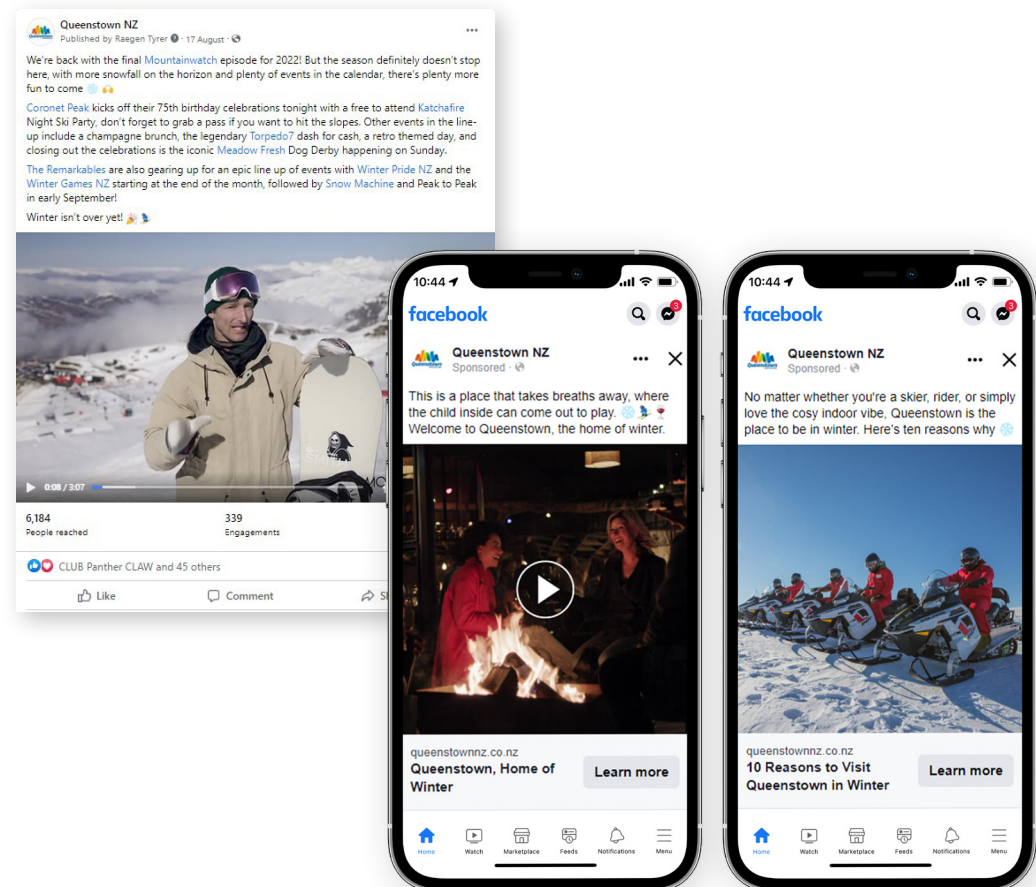 Queenstown NZ
Published by Raegen Tyrer · 17 August ·
We're back with the final Mountainwatch episode for 2022! But the season definitely doesn't stop
here, with more snowfall on the horizon and plenty of events in the calendar, there's plenty more
fun to come ❄️ 🙌
Coronet Peak kicks off their 75th birthday celebrations tonight with a free to attend Katchafire
Night Ski Party, don't forget to grab a pass if you want to hit the slopes. Other events in the line-
up include a champagne brunch, the legendary Torpedo7 dash for cash, a retro themed day, and
closing out the celebrations is the iconic Meadow Fresh Dog Derby happening on Sunday.
The Remarkables are also gearing up for an epic line up of events with Winter Pride NZ and the
Winter Games NZ starting at the end of the month, followed by Snow Machine and Peak to Peak
in early September!
Winter isn't over yet! 🎉 🏂
0:08 / 3:07
6,184
People reached
339
Engagements
CLUB Panther CLAW and 45 others
Like
Comment
10:44
facebook
3
Queenstown NZ
Sponsored ·
This is a place that takes breaths away, where
the child inside can come out to play. ❄️ 🏂 🍷
Welcome to Queenstown, the home of winter.
queenstownnz.co.nz
Queenstown, Home of
Winter
Learn more
Home
Watch
Marketplace
Feeds
Notifications
Menu
10:44
facebook
3
Queenstown NZ
Sponsored ·
No matter whether you're a skier, rider, or simply
love the cosy indoor vibe, Queenstown is the
place to be in winter. Here's ten reasons why ❄️
queenstownnz.co.nz
10 Reasons to Visit
Queenstown in Winter
Learn more
Home
Watch
Marketplace
Feeds
Notifications
Menu